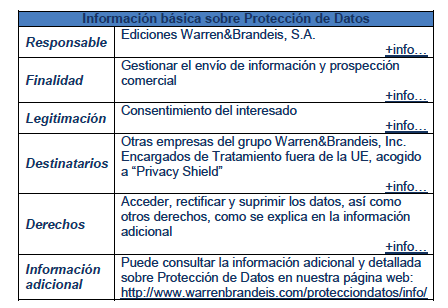 Información básica sobre Protección de Datos
Responsable
Ediciones Warren&Brandeis, S.A.
+info…
Finalidad
Gestionar el envío de información y prospección
comercial
+info...
Legitimación
Consentimiento del interesado
+info…
Destinatarios
Otras empresas del grupo Warren&Brandeis, Inc.
Encargados de Tratamiento fuera de la UE, acogido
a “Privacy Shield”
+info…
Derechos
Acceder, rectificar y suprimir los datos, así como
otros derechos, como se explica en la información
adicional
+info…
Información
adicional
Puede consultar la información adicional y detallada
sobre Protección de Datos en nuestra página web:
http://www.warrenbrandeis.com/protecciondatos/info/